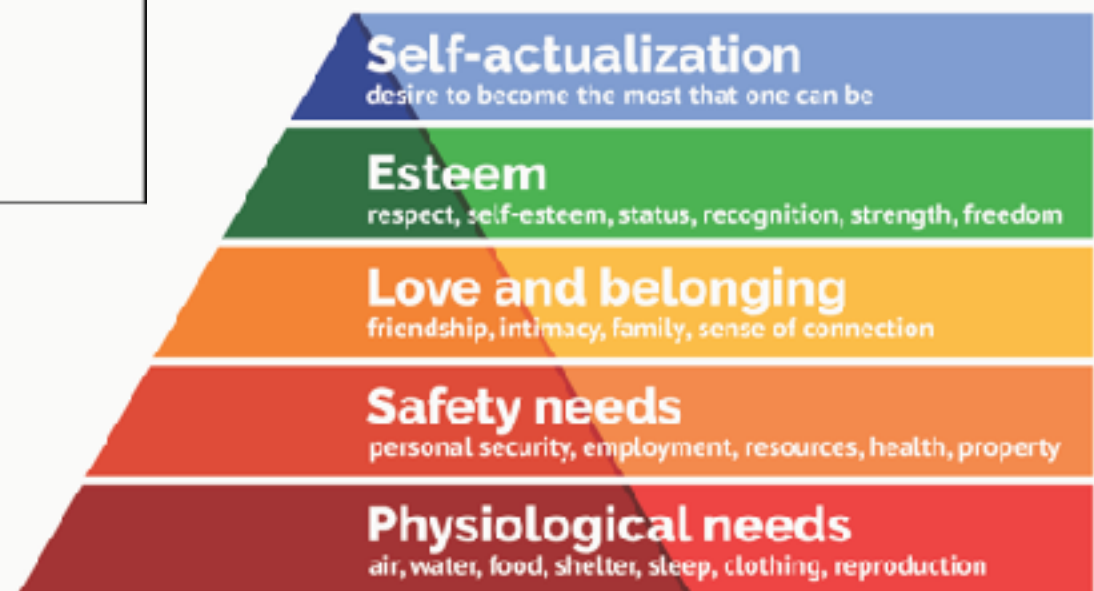 Self-actualization
desire to become the most that one can be
Esteem
respect, self-esteem, status, recognition, strength, freedom
Love and belonging
friendship, intimacy, family, sense of connection
Safety needs
personal security, employment, resources, health, property
Physiological needs
air, water, food, shelter, sleep, clothing, reproduction